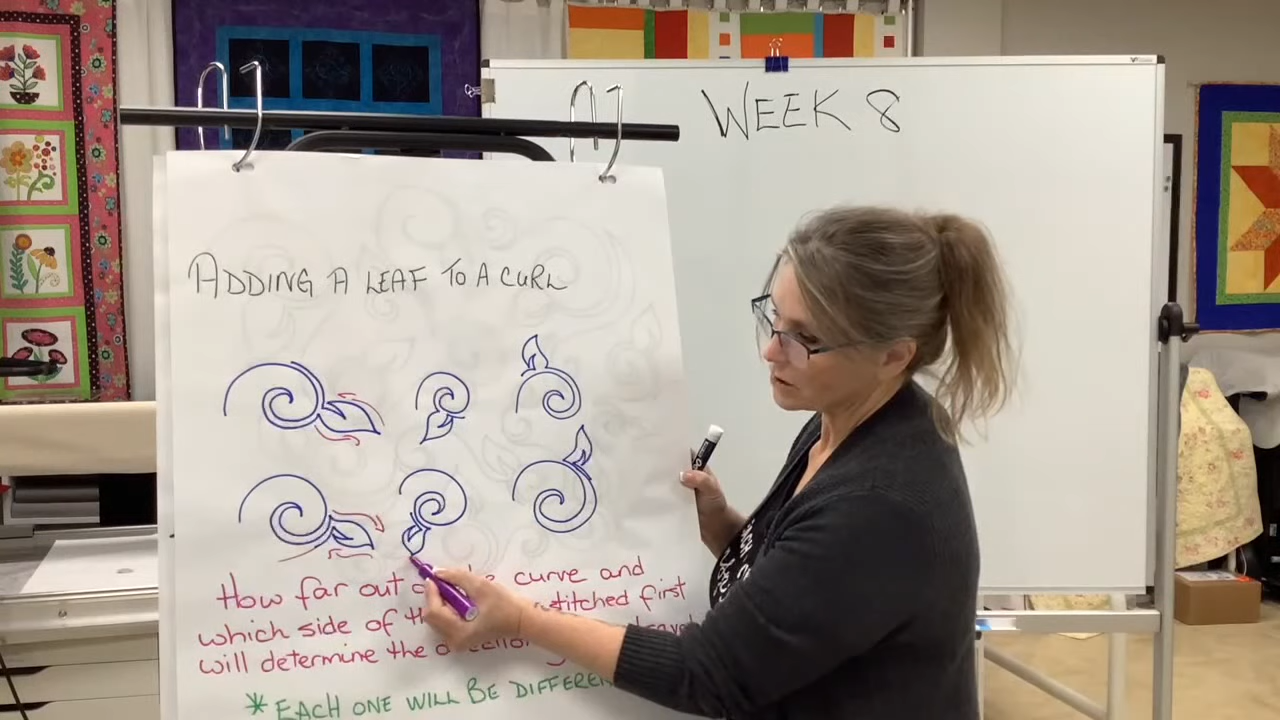 WEEK 8
ADDING A LEAF TO A CURL
How far out curve and
which side of stitched first
will determine the
*EACH ONE WILL BE